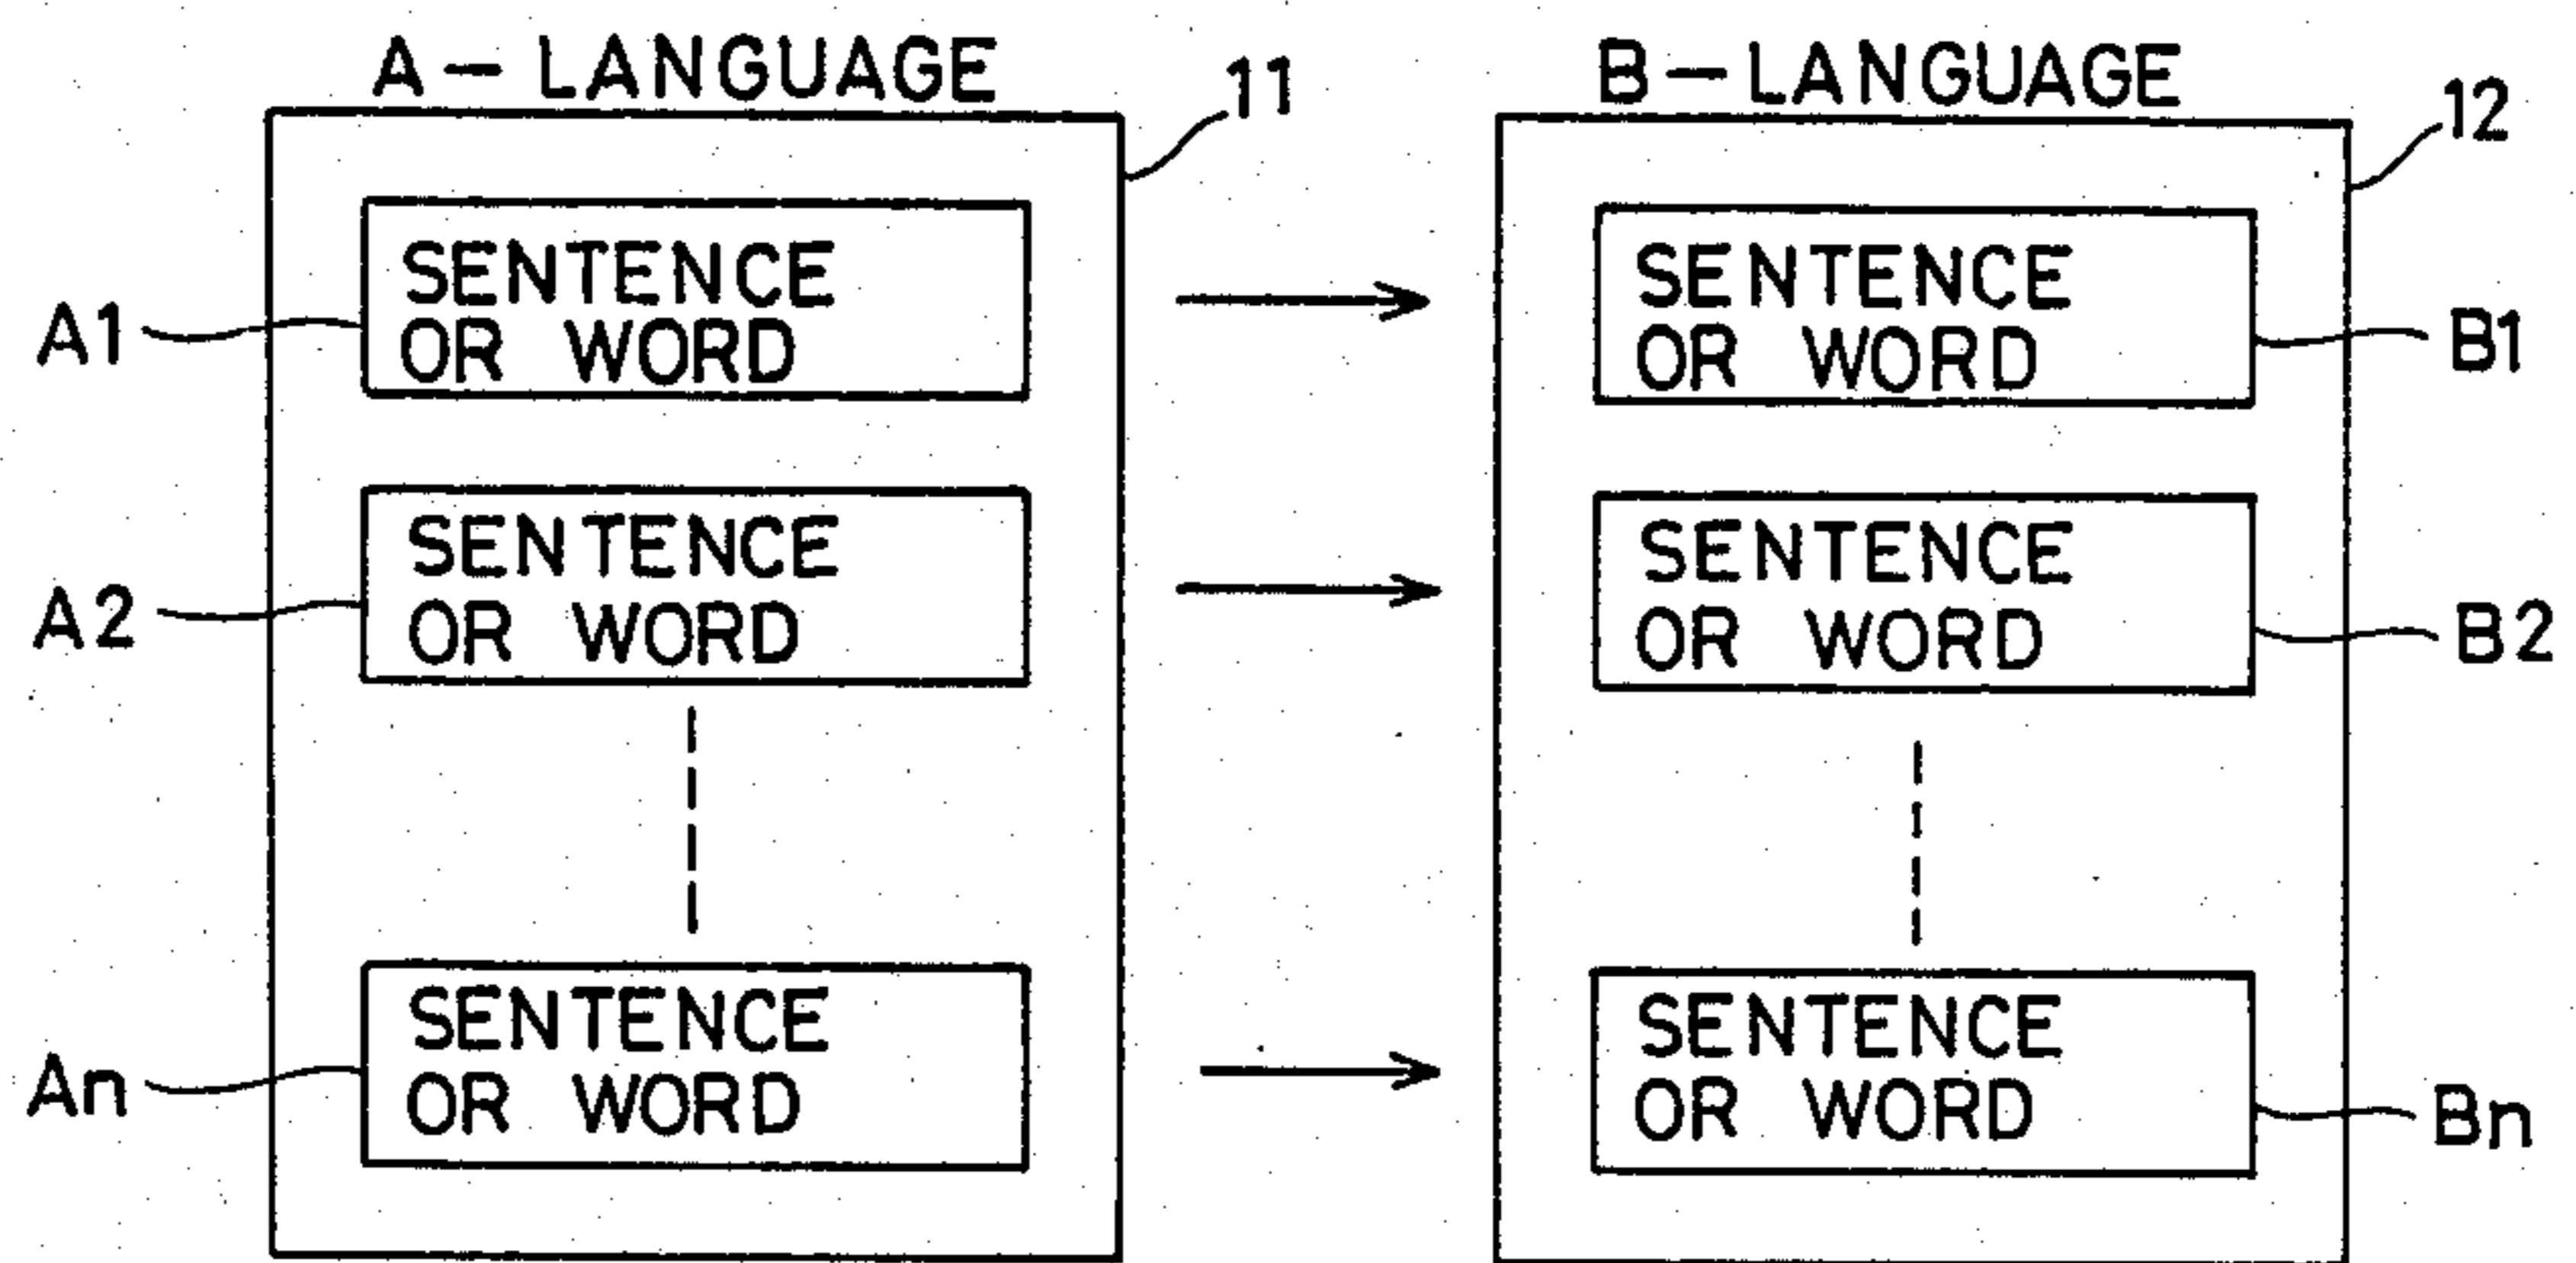 A-LANGUAGE
11
SENTENCE
OR WORD
A1
SENTENCE
OR WORD
A2
SENTENCE
OR WORD
An
B-LANGUAGE
12
SENTENCE
OR WORD
B1
SENTENCE
OR WORD
B2
SENTENCE
OR WORD
Bn